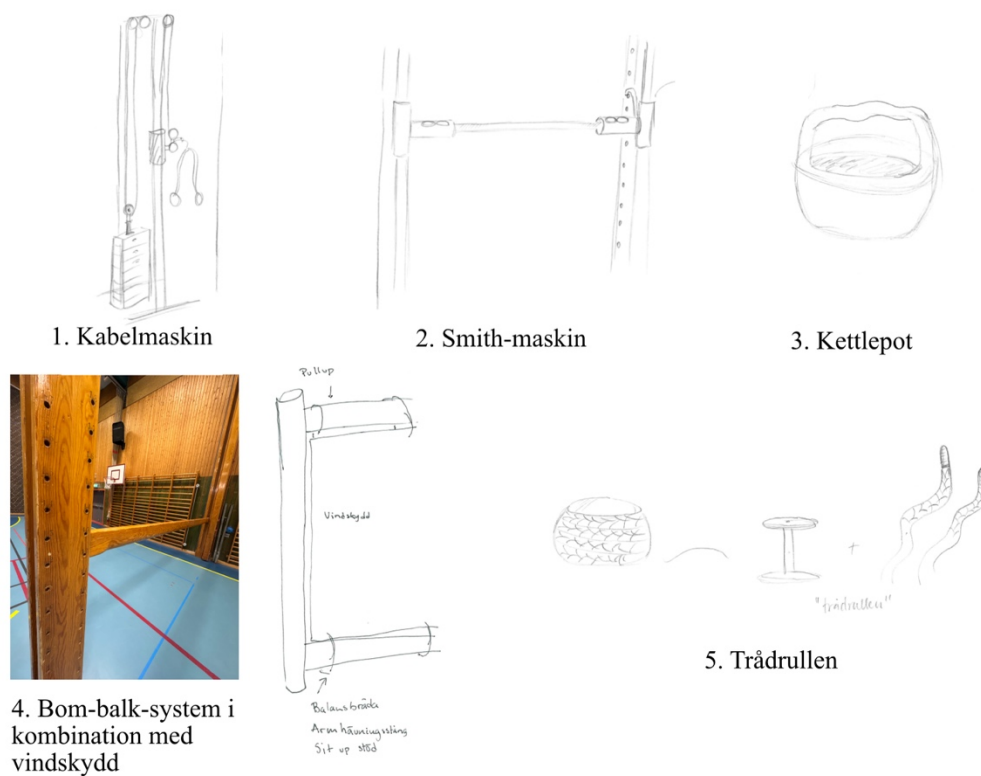 1. Kabelmaskin
2. Smith-maskin
3. Kettlepot
Pullup
Vindskydd
"trådrullen"
5. Trådrullen
4. Bom-balk-system i
kombination med
vindskydd
Balansbräda
Armhävningsstång
Sit up stöd